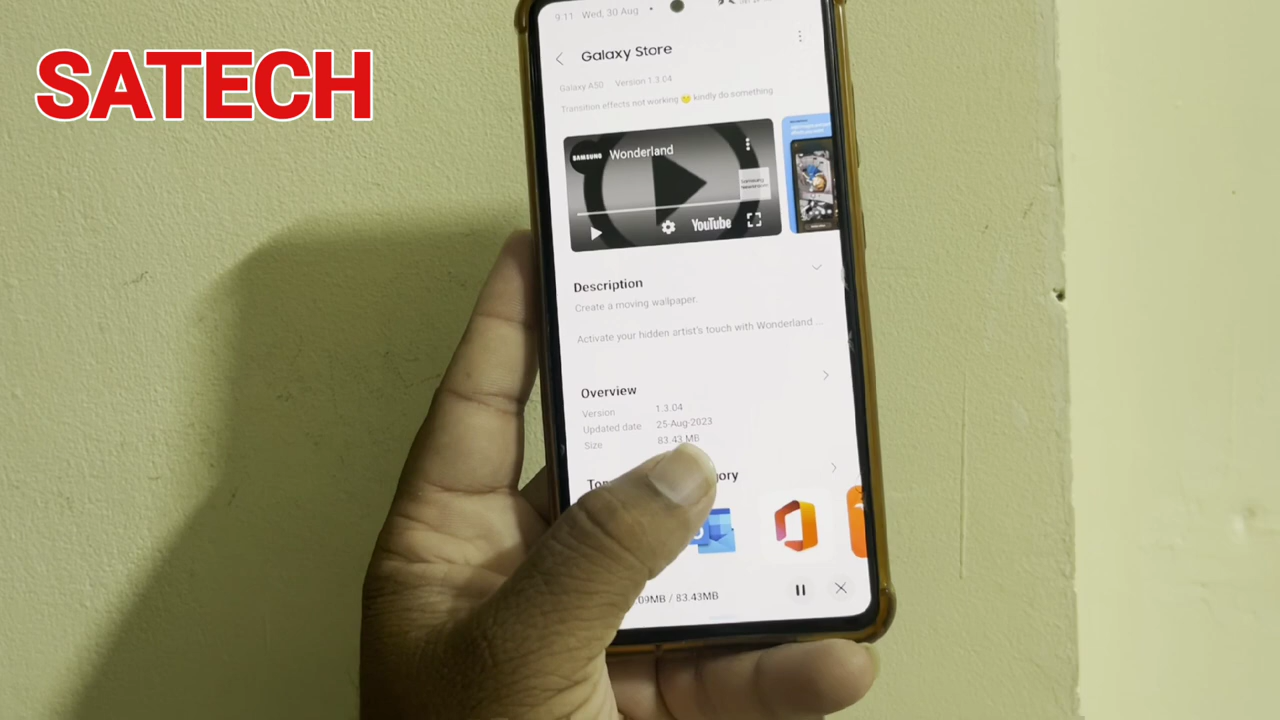 SATECH
9:11 Wed, 30 Aug
Galaxy Store
Galaxy A50 Version 1.3.04
Transition effects not working 😁 kindly do something
SAMSUNG Wonderland
YouTube
Description
Create a moving wallpaper.
Activate your hidden artist's touch with Wonderland ...
Overview
Version 1.3.04
Updated date 25-Aug-2023
Size 83.43 MB
.09MB / 83.43MB